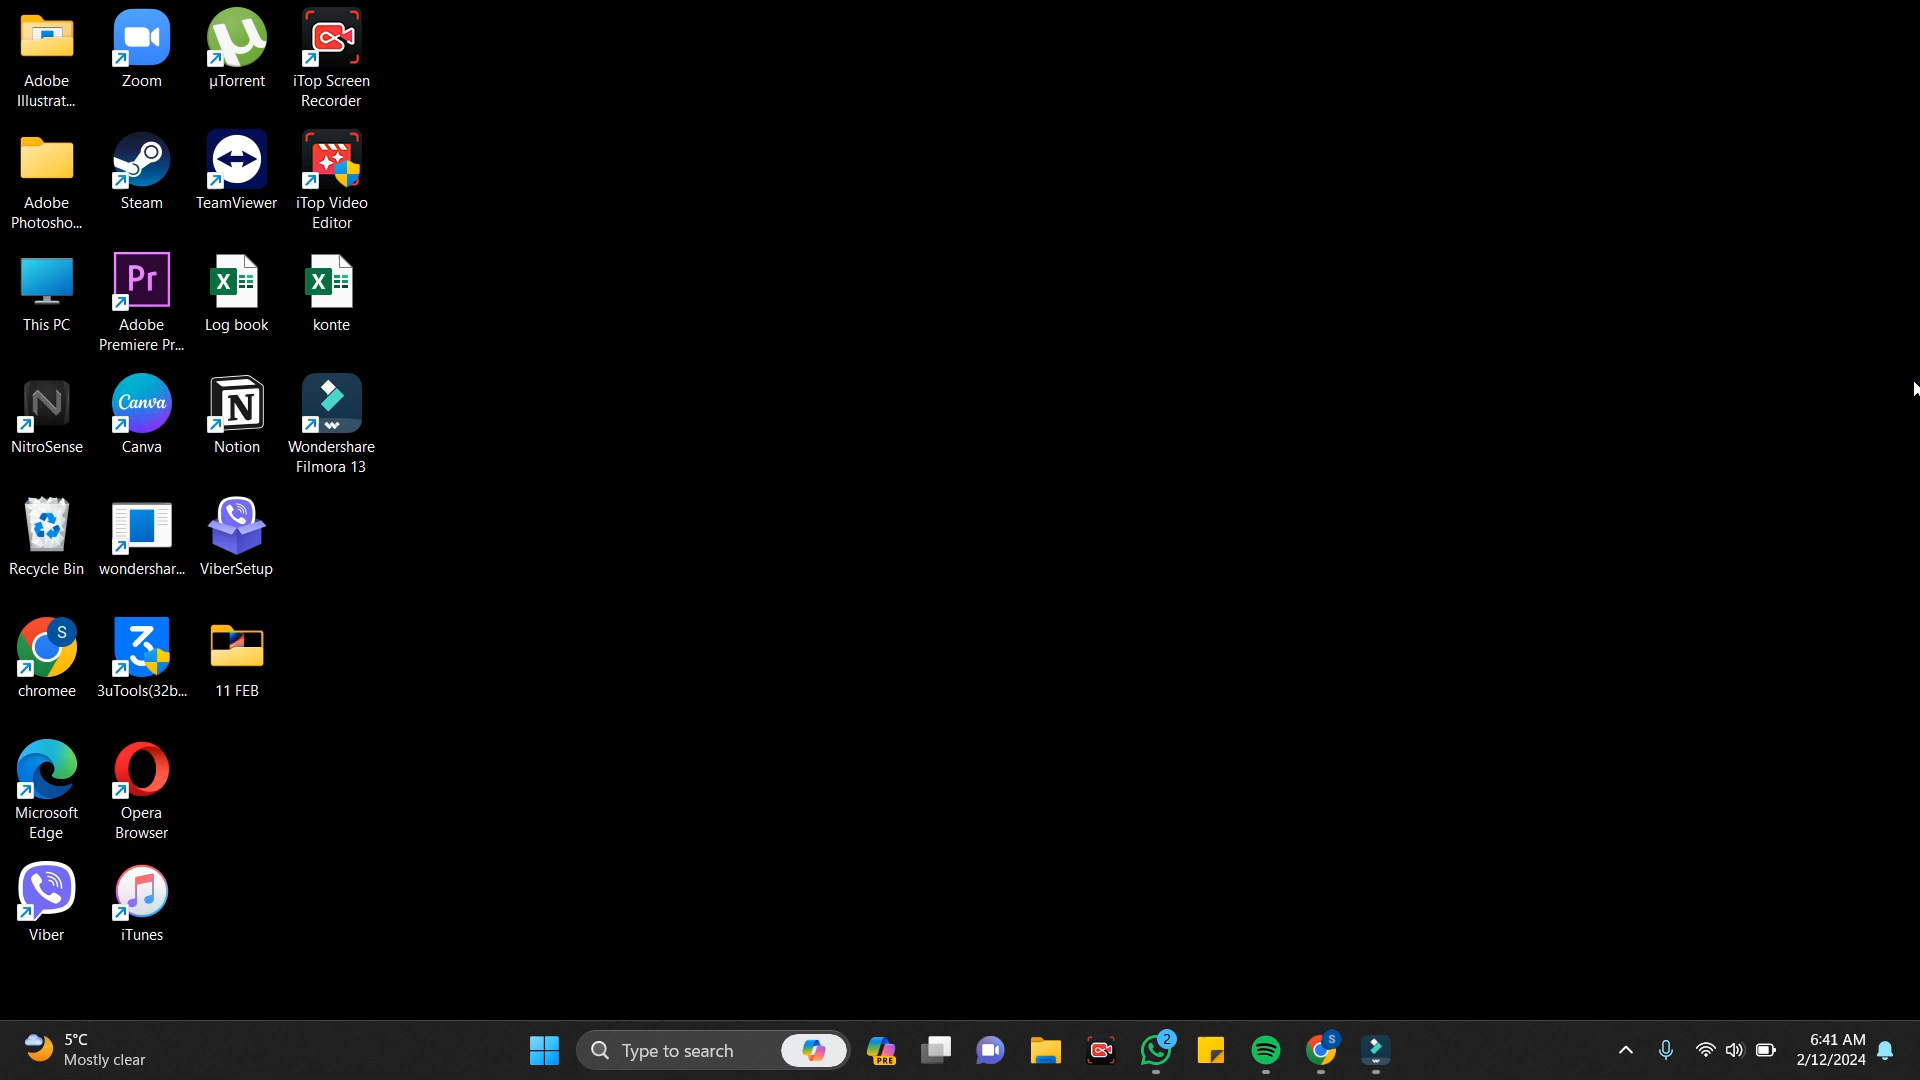 Adobe
Illustrat...
Zoom
µTorrent
iTop Screen
Recorder
Adobe
Photosho...
Steam
TeamViewer
iTop Video
Editor
This PC
Pr
Adobe
Premiere Pr...
X
Log book
X
konte
N
NitroSense
Canva
Canva
N
Notion
Wondershare
Filmora 13
Recycle Bin
wondershar...
ViberSetup
S
chromee
3
3uTools(32b...
11 FEB
Microsoft
Edge
Opera
Browser
Viber
iTunes
5°C
Mostly clear
Type to search
PRE
2
S
6:41 AM
2/12/2024